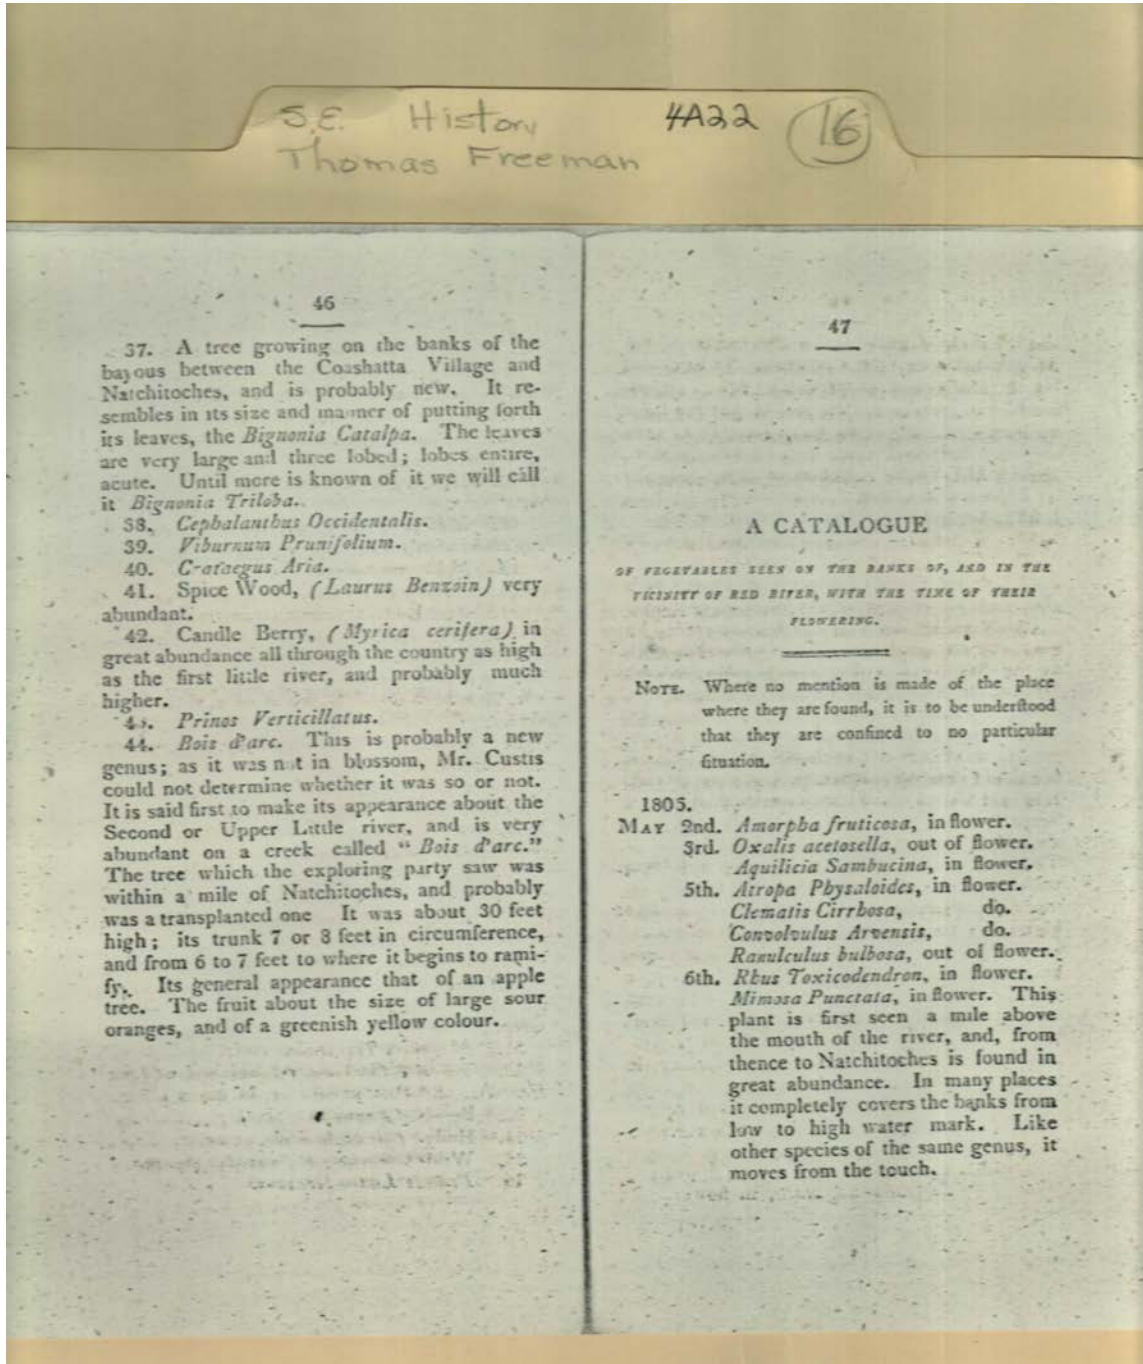 S.E. History 4A22 16
Thomas Freeman
46
37. A tree growing on the banks of the
bayous between the Coashatta Village and
Natchitoches, and is probably new. It re-
sembles in its size and manner of putting forth
its leaves, the Bignonia Catalpa. The leaves
are very large and three lobed; lobes entire,
acute. Until more is known of it we will call
it Bignonia Triloba.
38. Cephalanthus Occidentalis.
39. Viburnum Prunifolium.
40. Crataegus Aria.
41. Spice Wood, (Laurus Benzoin) very
abundant.
42. Candle Berry, (Myrica cerifera) in
great abundance all through the country as high
as the first little river, and probably much
higher.
43. Prinos Verticillatus.
44. Bois d'arc. This is probably a new
genus; as it was not in blossom, Mr. Custis
could not determine whether it was so or not.
It is said first to make its appearance about the
Second or Upper Little river, and is very
abundant on a creek called "Bois d'arc."
The tree which the exploring party saw was
within a mile of Natchitoches, and probably
was a transplanted one It was about 30 feet
high; its trunk 7 or 8 feet in circumference,
and from 6 to 7 feet to where it begins to rami-
fy. Its general appearance that of an apple
tree. The fruit about the size of large sour
oranges, and of a greenish yellow colour.
47
A CATALOGUE
OF VEGETABLES SEEN ON THE BANKS OF, AND IN THE
VICINITY OF RED RIVER, WITH THE TIME OF THEIR
FLOWERING.
NOTE. Where no mention is made of the place
where they are found, it is to be understood
that they are confined to no particular
situation.
1805.
MAY 2nd. Amorpha fruticosa, in flower.
3rd. Oxalis acetosella, out of flower.
Aquilicia Sambucina, in flower.
5th. Atropa Physaloides, in flower.
Clematis Cirrhosa, do.
Convolvulus Arvensis, do.
Ranulculus bulbosa, out of flower.
6th. Rhus Toxicodendron, in flower.
Mimosa Punctata, in flower. This
plant is first seen a mile above
the mouth of the river, and, from
thence to Natchitoches is found in
great abundance. In many places
it completely covers the banks from
low to high water mark. Like
other species of the same genus, it
moves from the touch.